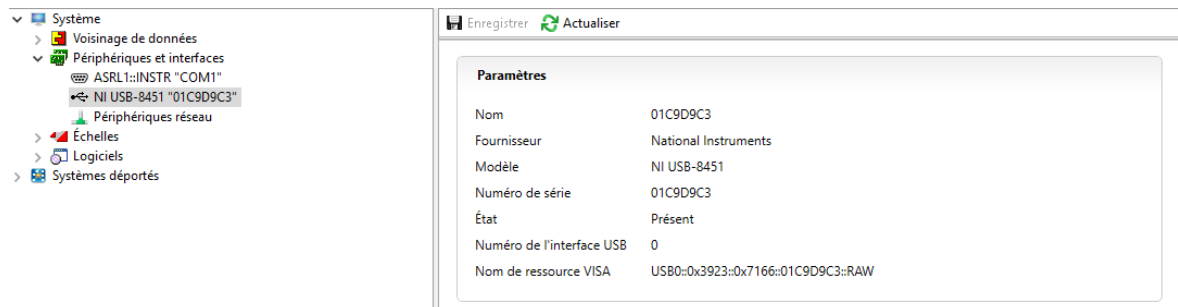 Système
Voisinage de données
Périphériques et interfaces
ASRL1::INSTR "COM1"
NI USB-8451 "01C9D9C3"
Périphériques réseau
Échelles
Logiciels
Systèmes déportés
Enregistrer Actualiser
Paramètres
Nom 01C9D9C3
Fournisseur National Instruments
Modèle NI USB-8451
Numéro de série 01C9D9C3
État Présent
Numéro de l'interface USB 0
Nom de ressource VISA USB0::0x3923::0x7166::01C9D9C3::RAW